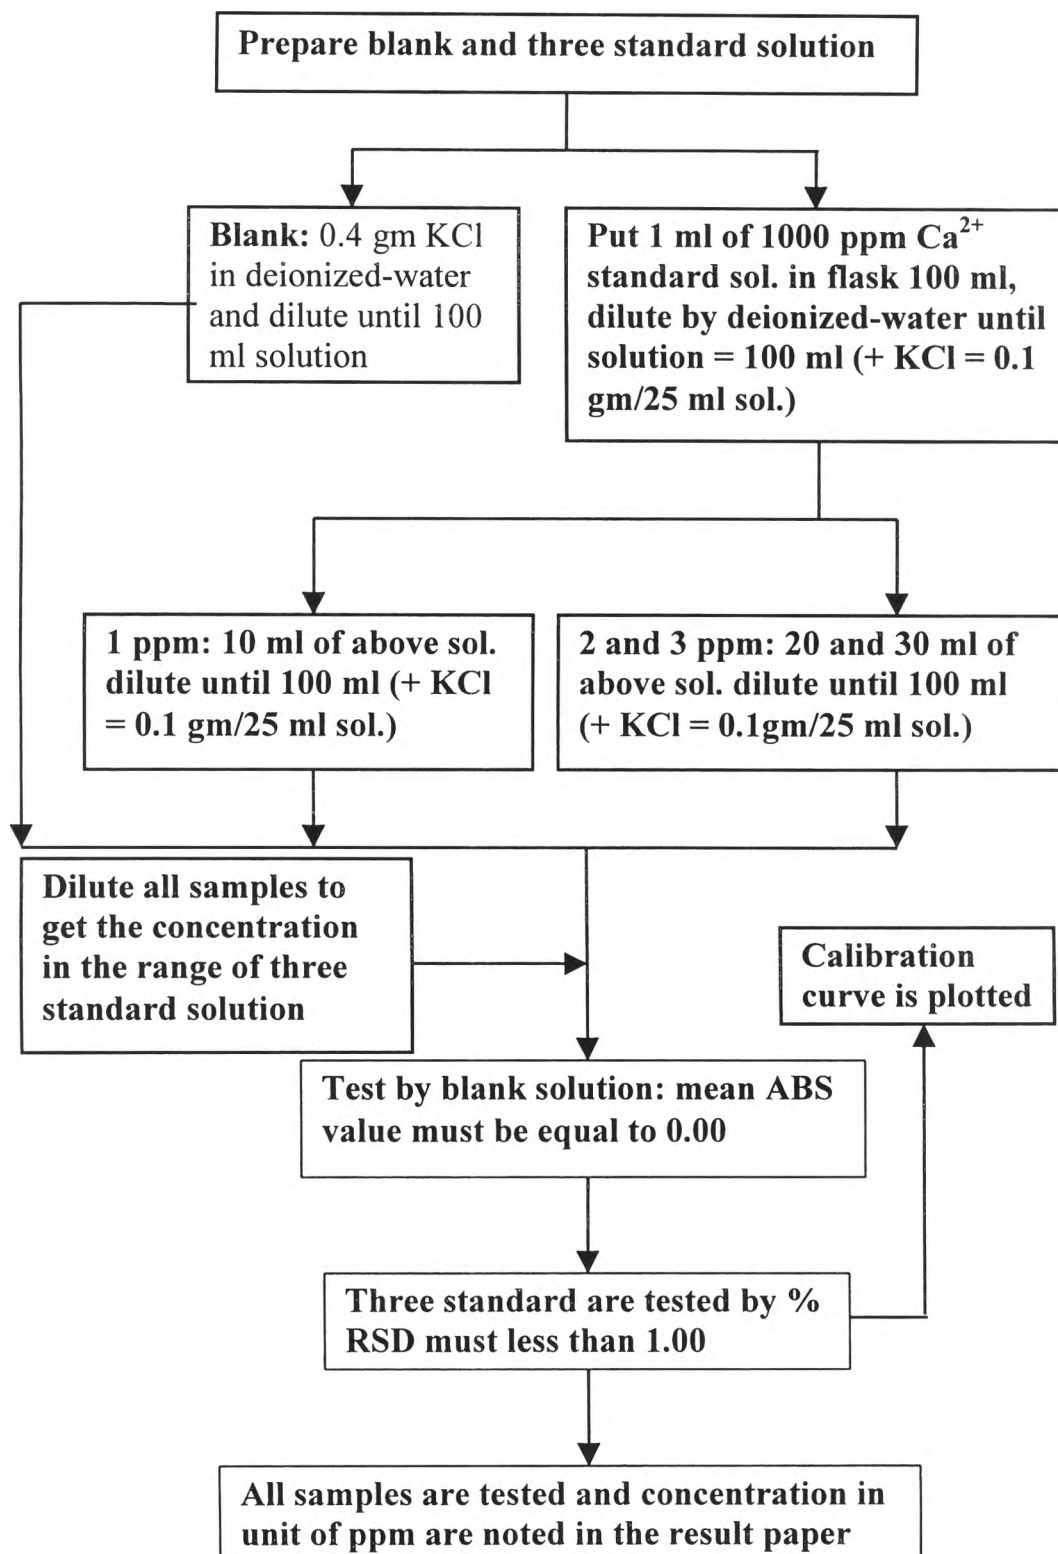 Prepare blank and three standard solution
Blank: 0.4 gm KCl
in deionized-water
and dilute until 100
ml solution
Put 1 ml of 1000 ppm Ca²⁺
standard sol. in flask 100 ml,
dilute by deionized-water until
solution = 100 ml (+ KCl = 0.1
gm/25 ml sol.)
1 ppm: 10 ml of above sol.
dilute until 100 ml (+ KCl
= 0.1 gm/25 ml sol.)
2 and 3 ppm: 20 and 30 ml of
above sol. dilute until 100 ml
(+ KCl = 0.1gm/25 ml sol.)
Dilute all samples to
get the concentration
in the range of three
standard solution
Calibration
curve is plotted
Test by blank solution: mean ABS
value must be equal to 0.00
Three standard are tested by %
RSD must less than 1.00
All samples are tested and concentration in
unit of ppm are noted in the result paper